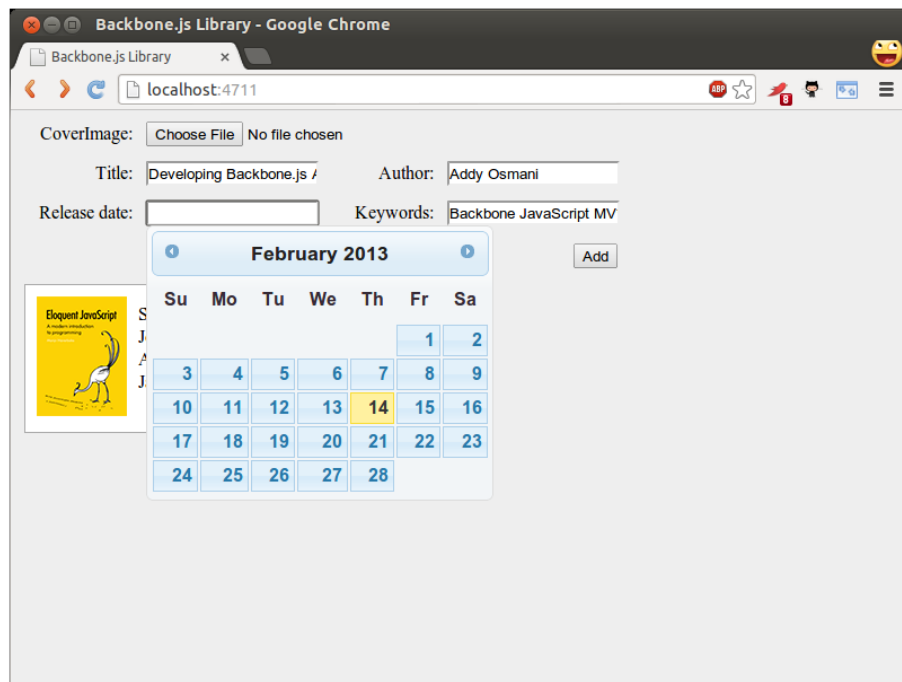 Backbone.js Library - Google Chrome
Backbone.js Library ×
localhost:4711 ABP 8
CoverImage: Choose File No file chosen
Title: Developing Backbone.js A Author: Addy Osmani
Release date: Keywords: Backbone JavaScript MV
February 2013
Add
Su Mo Tu We Th Fr Sa
1 2
3 4 5 6 7 8 9
10 11 12 13 14 15 16
17 18 19 20 21 22 23
24 25 26 27 28
Eloquent JavaScript
A modern introduction
to programming
S
J
A
J